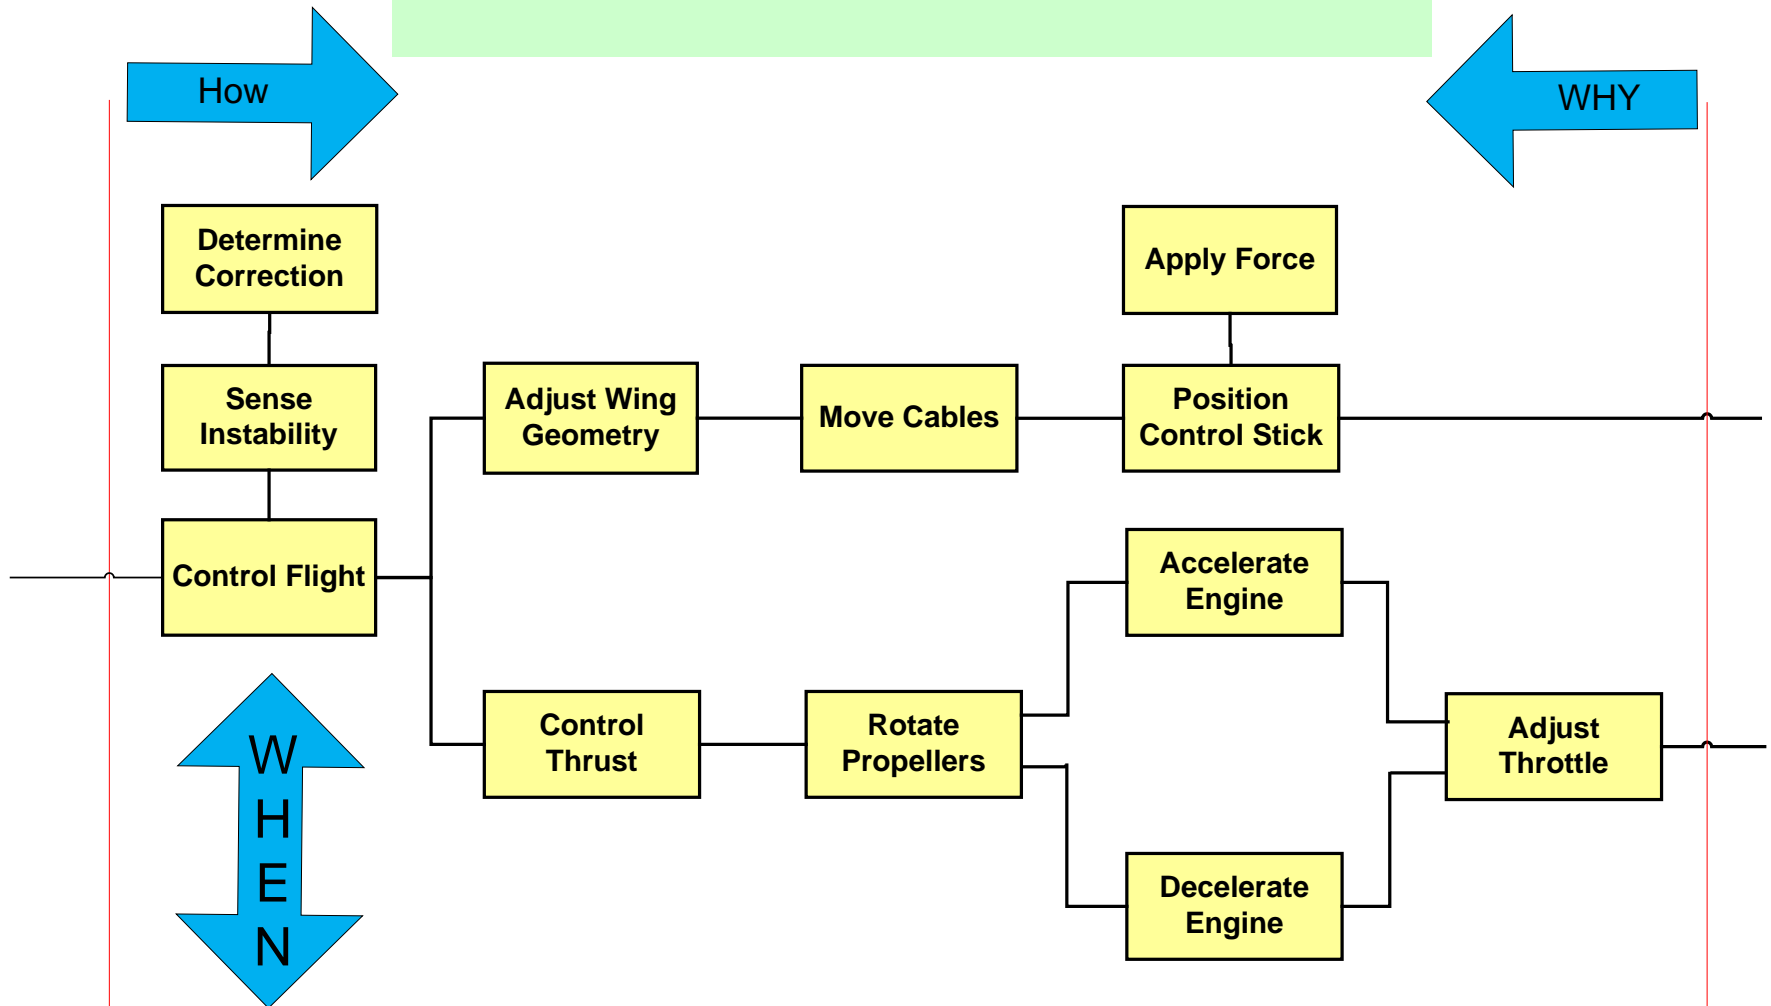 How
WHY
Determine
Correction
Apply Force
Sense
Instability
Adjust Wing
Geometry
Move Cables
Position
Control Stick
Control Flight
Accelerate
Engine
Control
Thrust
Rotate
Propellers
Adjust
Throttle
W
H
E
N
Decelerate
Engine